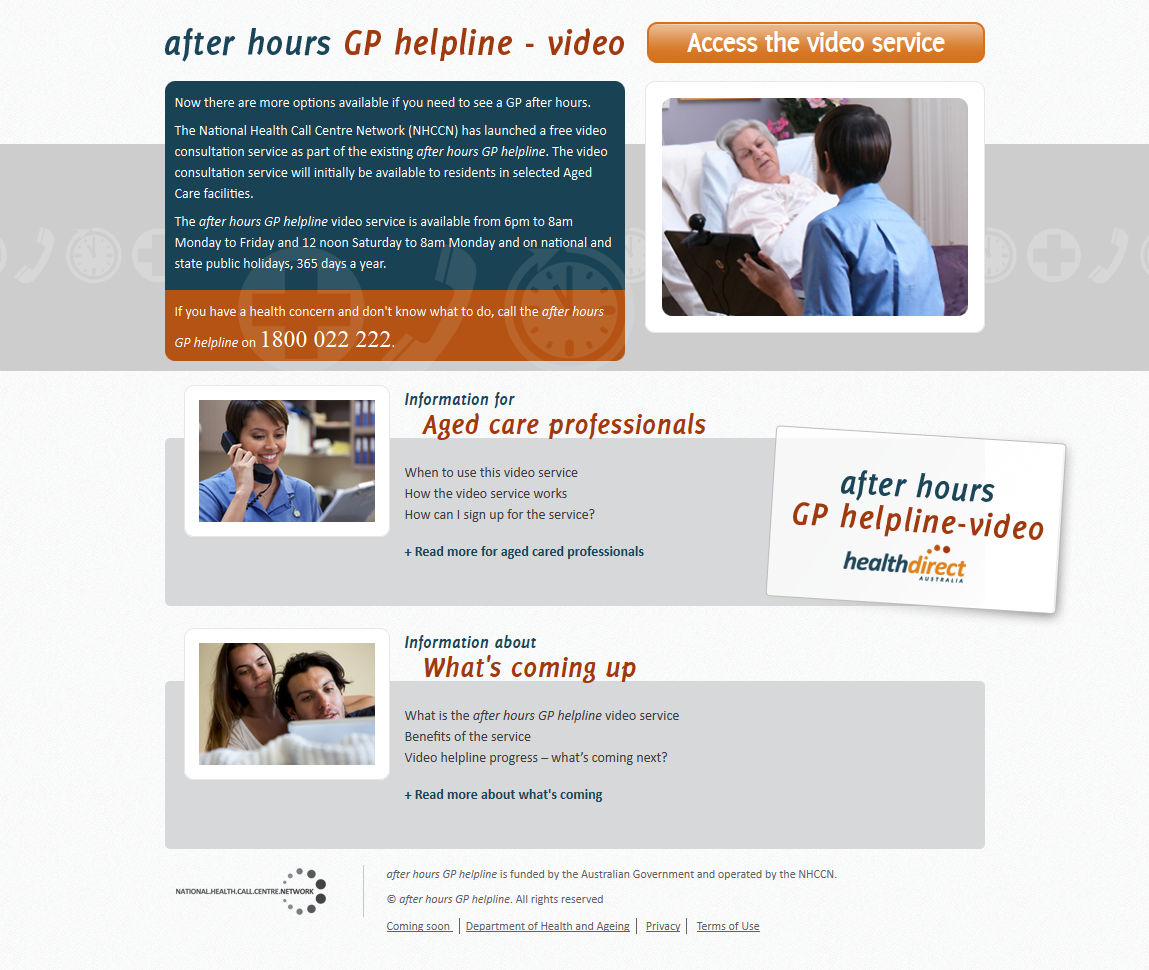 after hours GP helpline - video
Access the video service
Now there are more options available if you need to see a GP after hours.
The National Health Call Centre Network (NHCCN) has launched a free video
consultation service as part of the existing after hours GP helpline. The video
consultation service will initially be available to residents in selected Aged
Care facilities.
The after hours GP helpline video service is available from 6pm to 8am
Monday to Friday and 12 noon Saturday to 8am Monday and on national and
state public holidays, 365 days a year.
If you have a health concern and don't know what to do, call the after hours
GP helpline on 1800 022 222.
Information for
Aged care professionals
When to use this video service
How the video service works
How can I sign up for the service?
+ Read more for aged cared professionals
after hours
GP helpline-video
healthdirect
AUSTRALIA
Information about
What's coming up
What is the after hours GP helpline video service
Benefits of the service
Video helpline progress – what’s coming next?
+ Read more about what's coming
NATIONAL.HEALTH.CALL.CENTRE.NETWORK
after hours GP helpline is funded by the Australian Government and operated by the NHCCN.
© after hours GP helpline. All rights reserved
Coming soon | Department of Health and Ageing | Privacy | Terms of Use